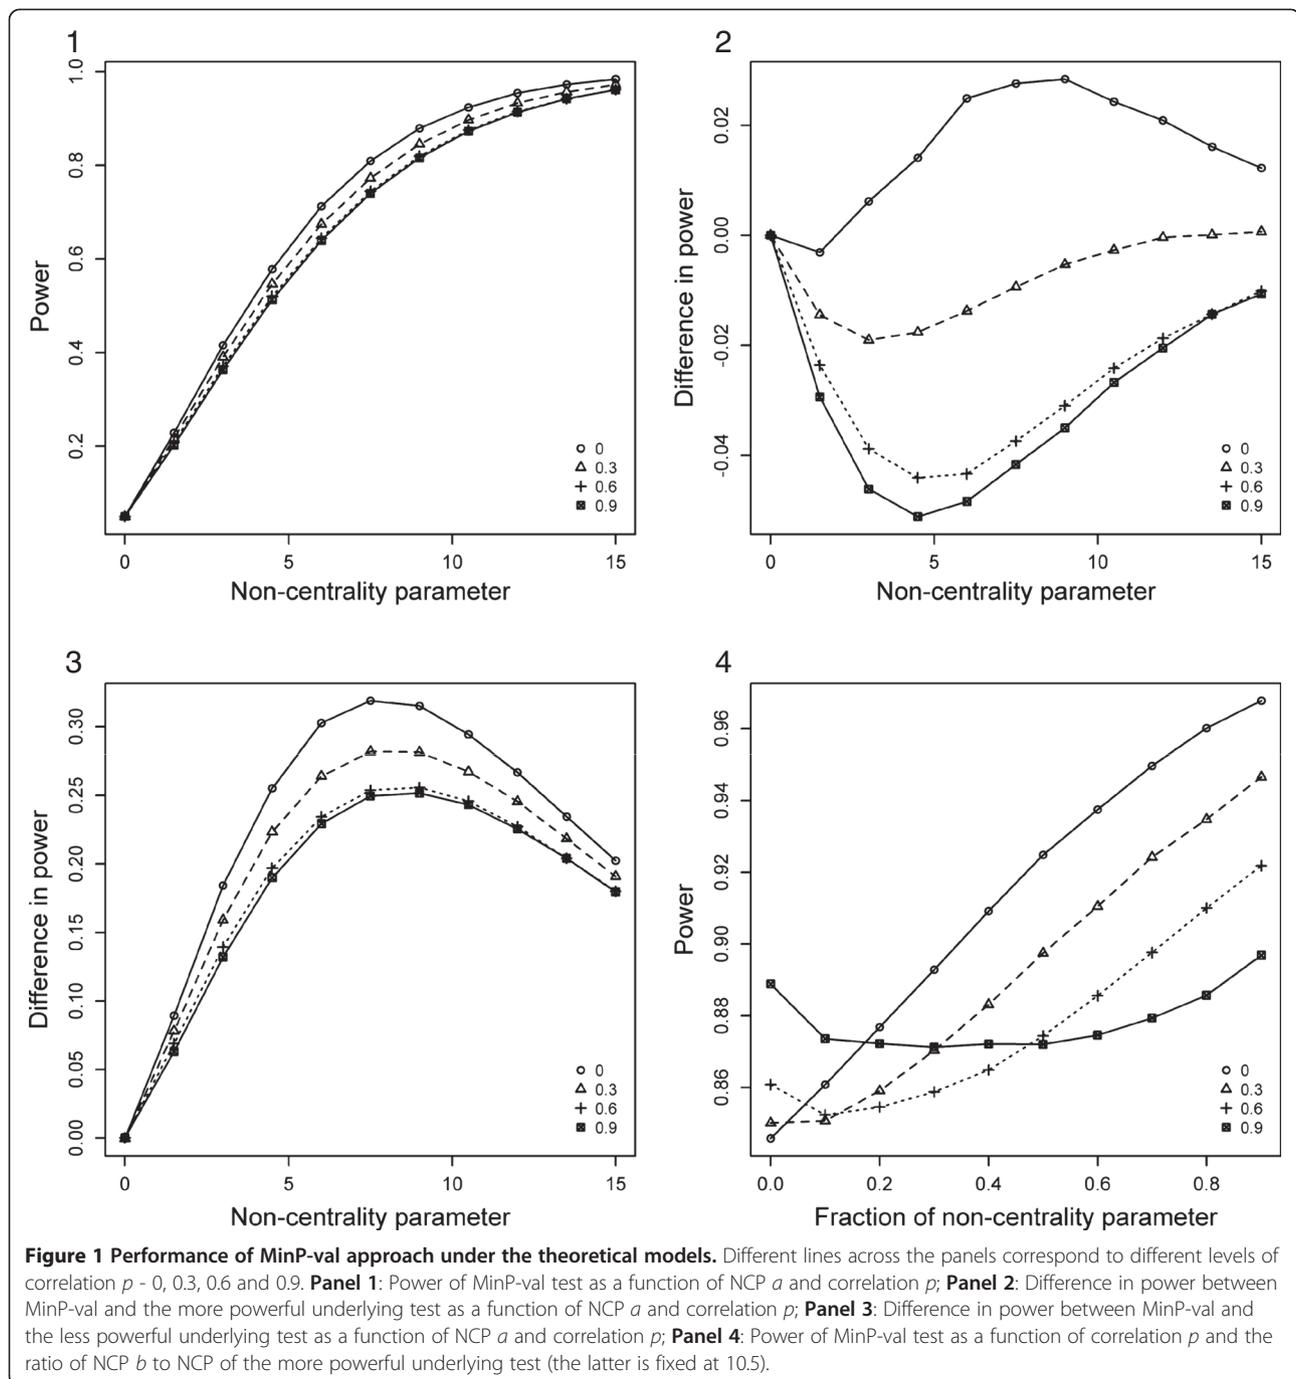 1
1.0
0.8
0.6
0.4
0.2
Power
0
0.3
0.6
0.9
0 5 10 15
Non-centrality parameter
2
0.02
0.00
-0.02
-0.04
Difference in power
0
0.3
0.6
0.9
0 5 10 15
Non-centrality parameter
3
0.30
0.25
0.20
0.15
0.10
0.05
0.00
Difference in power
0
0.3
0.6
0.9
0 5 10 15
Non-centrality parameter
4
0.96
0.94
0.92
0.90
0.88
0.86
Power
0
0.3
0.6
0.9
0.0 0.2 0.4 0.6 0.8
Fraction of non-centrality parameter
Figure 1 Performance of MinP-val approach under the theoretical models. Different lines across the panels correspond to different levels of
correlation p - 0, 0.3, 0.6 and 0.9. Panel 1: Power of MinP-val test as a function of NCP a and correlation p; Panel 2: Difference in power between
MinP-val and the more powerful underlying test as a function of NCP a and correlation p; Panel 3: Difference in power between MinP-val and
the less powerful underlying test as a function of NCP a and correlation p; Panel 4: Power of MinP-val test as a function of correlation p and the
ratio of NCP b to NCP of the more powerful underlying test (the latter is fixed at 10.5).